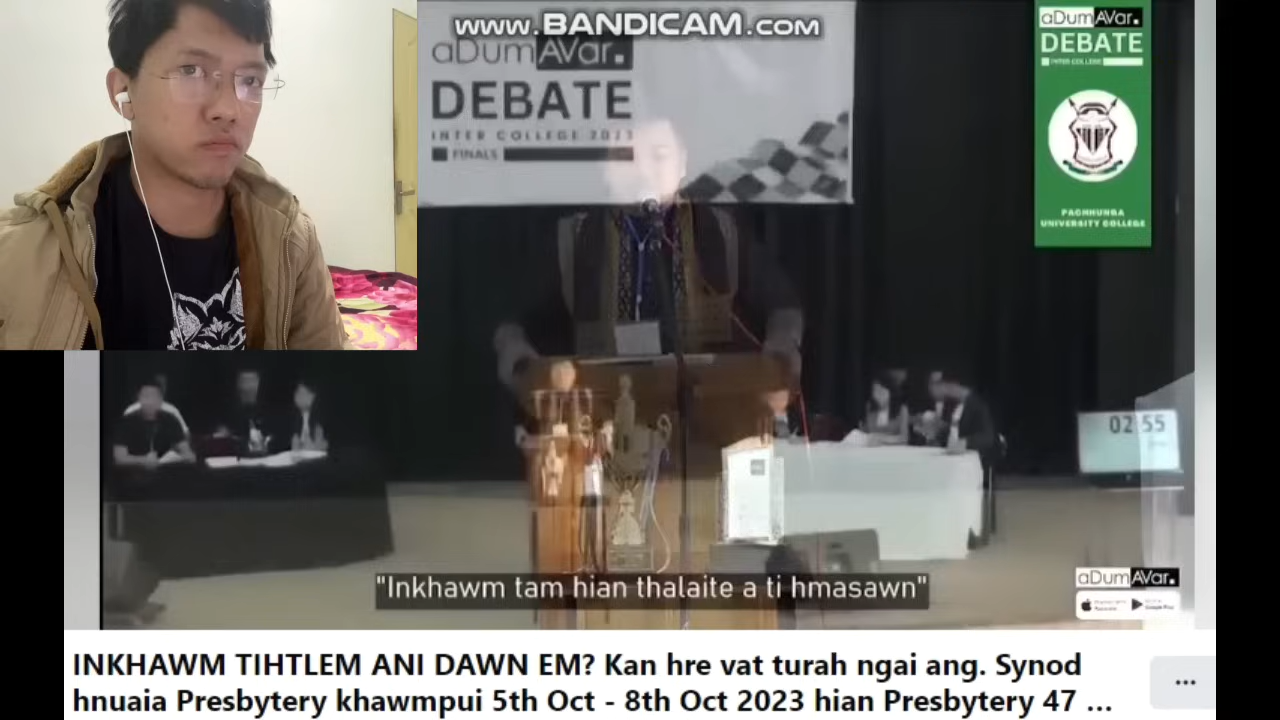 www.BANDICAM.com
aDumAVar.
DEBATE
INTER COLLEGE 2023
FINALS
aDumAVar.
DEBATE
INTER COLLEGE
PACHHUNGA
UNIVERSITY COLLEGE
02:55
"Inkhawm tam hian thalaite a ti hmasawn"
aDumAVar.
INKHAWM TIHTLEM ANI DAWN EM? Kan hre vat turah ngai ang. Synod
hnuaia Presbytery khawmpui 5th Oct - 8th Oct 2023 hian Presbytery 47 ...